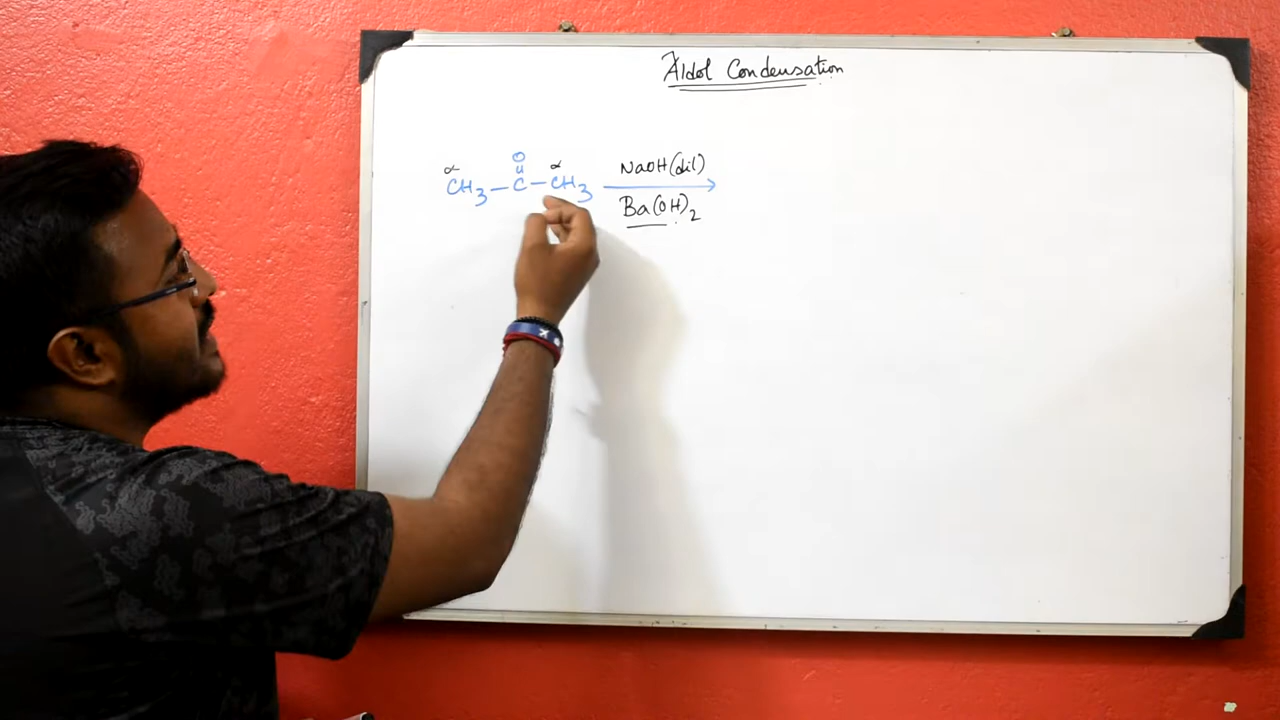 Aldol Condensation
O
α α
CH3 – C – CH3
NaOH(dil)
Ba(OH)2